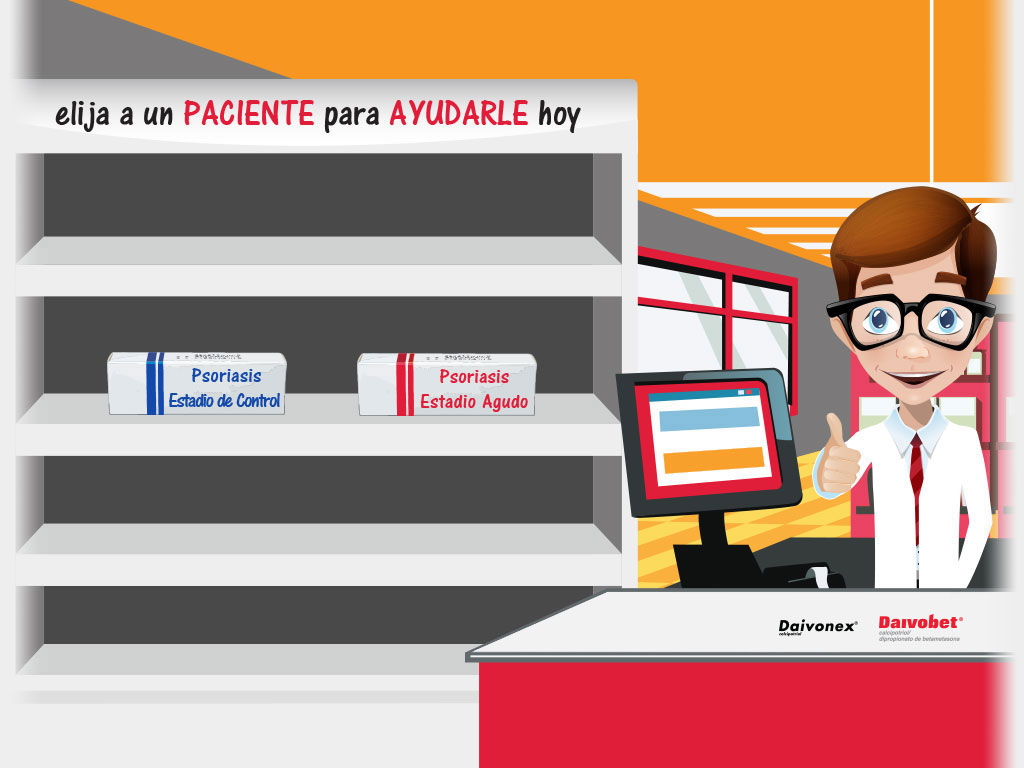 elija a un PACIENTE para AYUDARLE hoy
Psoriasis
Estadio de Control
Psoriasis
Estadio Agudo
Daivonex®
calcipotriol
Daivobet®
calcipotriol/
dipropionato de betametasona